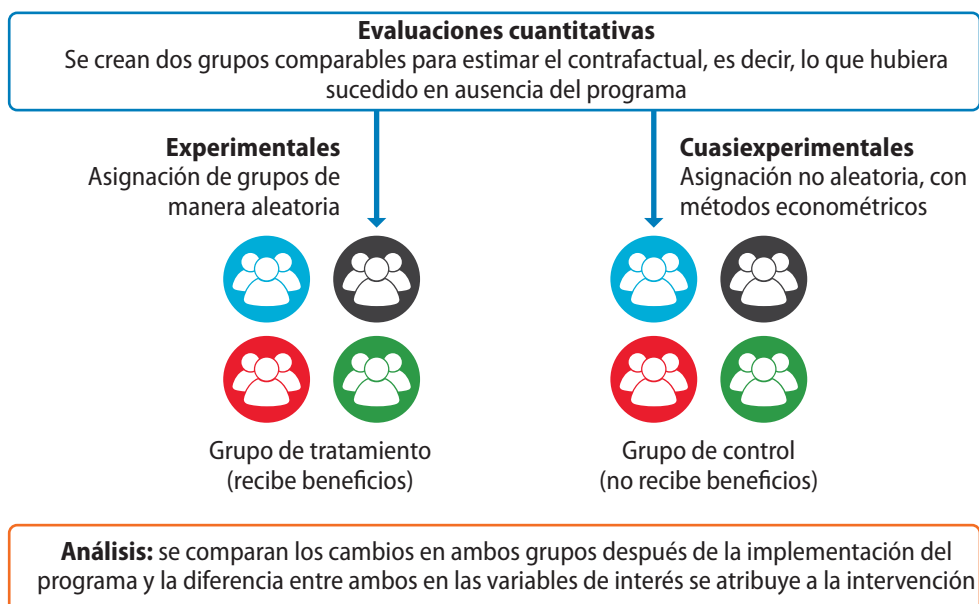 Evaluaciones cuantitativas
Se crean dos grupos comparables para estimar el contrafactual, es decir, lo que hubiera
sucedido en ausencia del programa
Experimentales
Asignación de grupos de
manera aleatoria
Cuasiexperimentales
Asignación no aleatoria, con
métodos econométricos
Grupo de tratamiento
(recibe beneficios)
Grupo de control
(no recibe beneficios)
Análisis: se comparan los cambios en ambos grupos después de la implementación del
programa y la diferencia entre ambos en las variables de interés se atribuye a la intervención